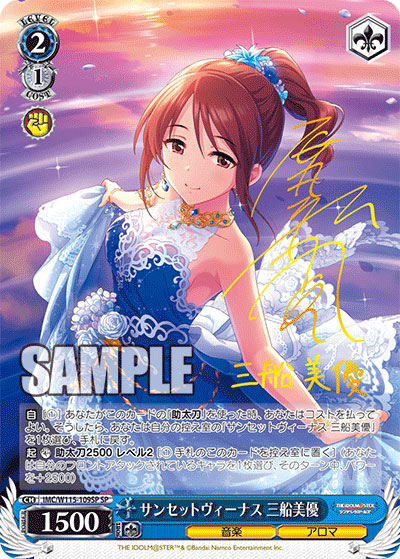 LEVEL
2
1
COST
三船美優
SAMPLE
自 [(1)] あなたがこのカードの『助太刀』を使った時、あなたはコストを払って
よい。そうしたら、あなたは自分の控え室の「サンセットヴィーナス 三船美優」
を1枚選び、手札に戻す。
起 助太刀2500 レベル2 [① 手札のこのカードを控え室に置く] (あなた
は自分のフロントアタックされているキャラを1枚選び、そのターン中、パワー
を+2500)
CH IMC/W115-109SP SP
1500
サンセットヴィーナス 三船美優
音楽
アロマ
THE IDOLM@STER™& ©Bandai Namco Entertainment Inc.